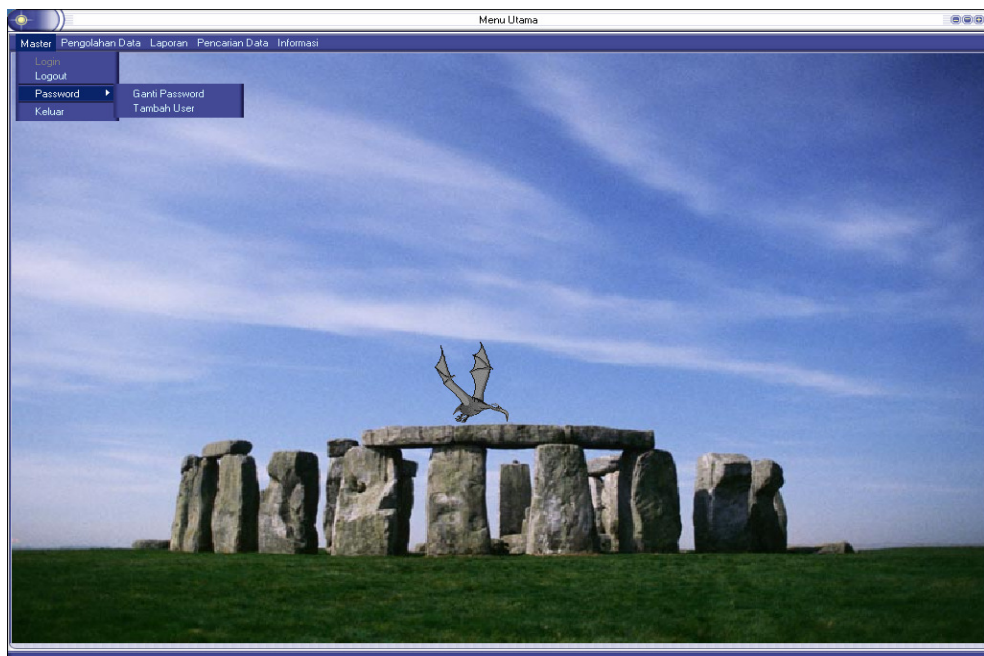 Menu Utama
Master Pengolahan Data Laporan Pencarian Data Informasi
Login
Logout
Password Ganti Password
Tambah User
Keluar